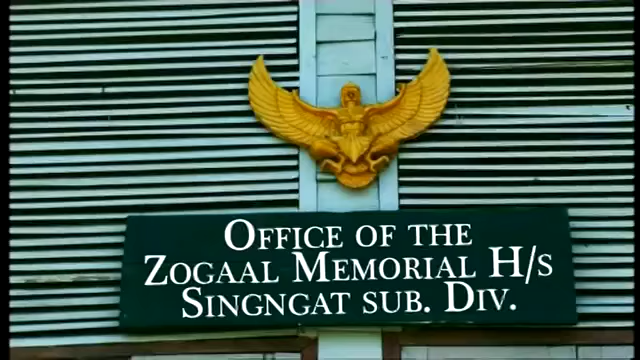 OFFICE OF THE
ZOGAAL MEMORIAL H/S
SINGNGAT SUB. DIV.